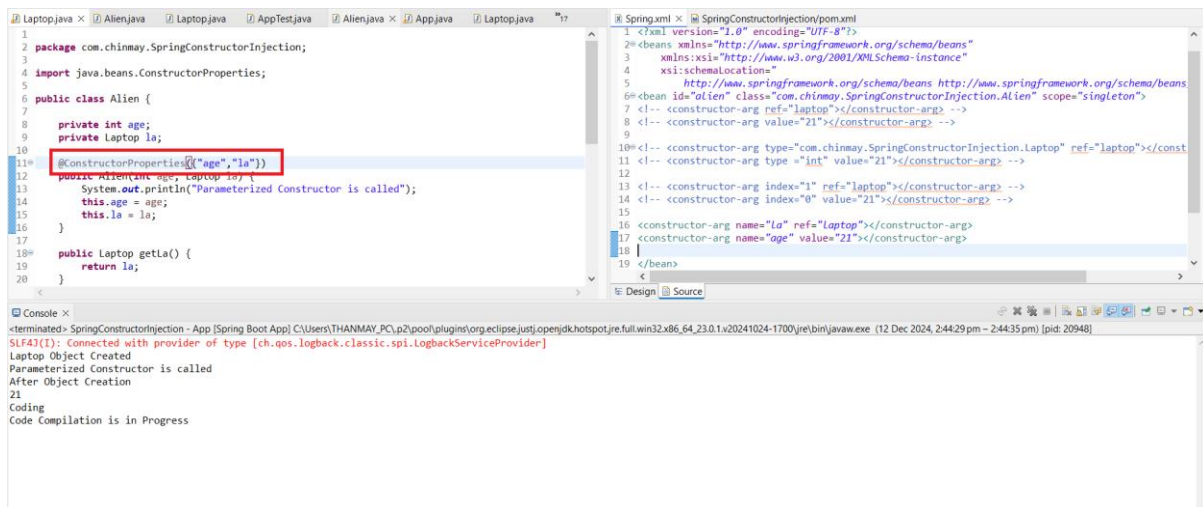 Laptop.java × Alien.java Laptop.java AppTest.java Alien.java × App.java Laptop.java »17
1
2 package com.chinmay.SpringConstructorInjection;
3
4 import java.beans.ConstructorProperties;
5
6 public class Alien {
7
8 private int age;
9 private Laptop la;
10
11 @ConstructorProperties({"age","la"})
12 public Alien(int age, Laptop la) {
13 System.out.println("Parameterized Constructor is called");
14 this.age = age;
15 this.la = la;
16 }
17
18 public Laptop getLa() {
19 return la;
20 }
Spring.xml × SpringConstructorInjection/pom.xml
1 <?xml version="1.0" encoding="UTF-8"?>
2 <beans xmlns="http://www.springframework.org/schema/beans"
3 xmlns:xsi="http://www.w3.org/2001/XMLSchema-instance"
4 xsi:schemaLocation="
5 http://www.springframework.org/schema/beans http://www.springframework.org/schema/beans
6 <bean id="alien" class="com.chinmay.SpringConstructorInjection.Alien" scope="singleton">
7 <!-- <constructor-arg ref="laptop"></constructor-arg> -->
8 <!-- <constructor-arg value="21"></constructor-arg> -->
9
10 <!-- <constructor-arg type="com.chinmay.SpringConstructorInjection.Laptop" ref="laptop"></const
11 <!-- <constructor-arg type ="int" value="21"></constructor-arg> -->
12
13 <!-- <constructor-arg index="1" ref="laptop"></constructor-arg> -->
14 <!-- <constructor-arg index="0" value="21"></constructor-arg> -->
15
16 <constructor-arg name="la" ref="laptop"></constructor-arg>
17 <constructor-arg name="age" value="21"></constructor-arg>
18
19 </bean>
Design Source
Console ×
<terminated> SpringConstructorInjection - App [Spring Boot App] C:\Users\THANMAY_PC\.p2\pool\plugins\org.eclipse.justj.openjdk.hotspot.jre.full.win32.x86_64_23.0.1.v20241024-1700\jre\bin\javaw.exe (12 Dec 2024, 2:44:29 pm – 2:44:35 pm) [pid: 20948]
SLF4J(I): Connected with provider of type [ch.qos.logback.classic.spi.LogbackServiceProvider]
Laptop Object Created
Parameterized Constructor is called
After Object Creation
21
Coding
Code Compilation is in Progress